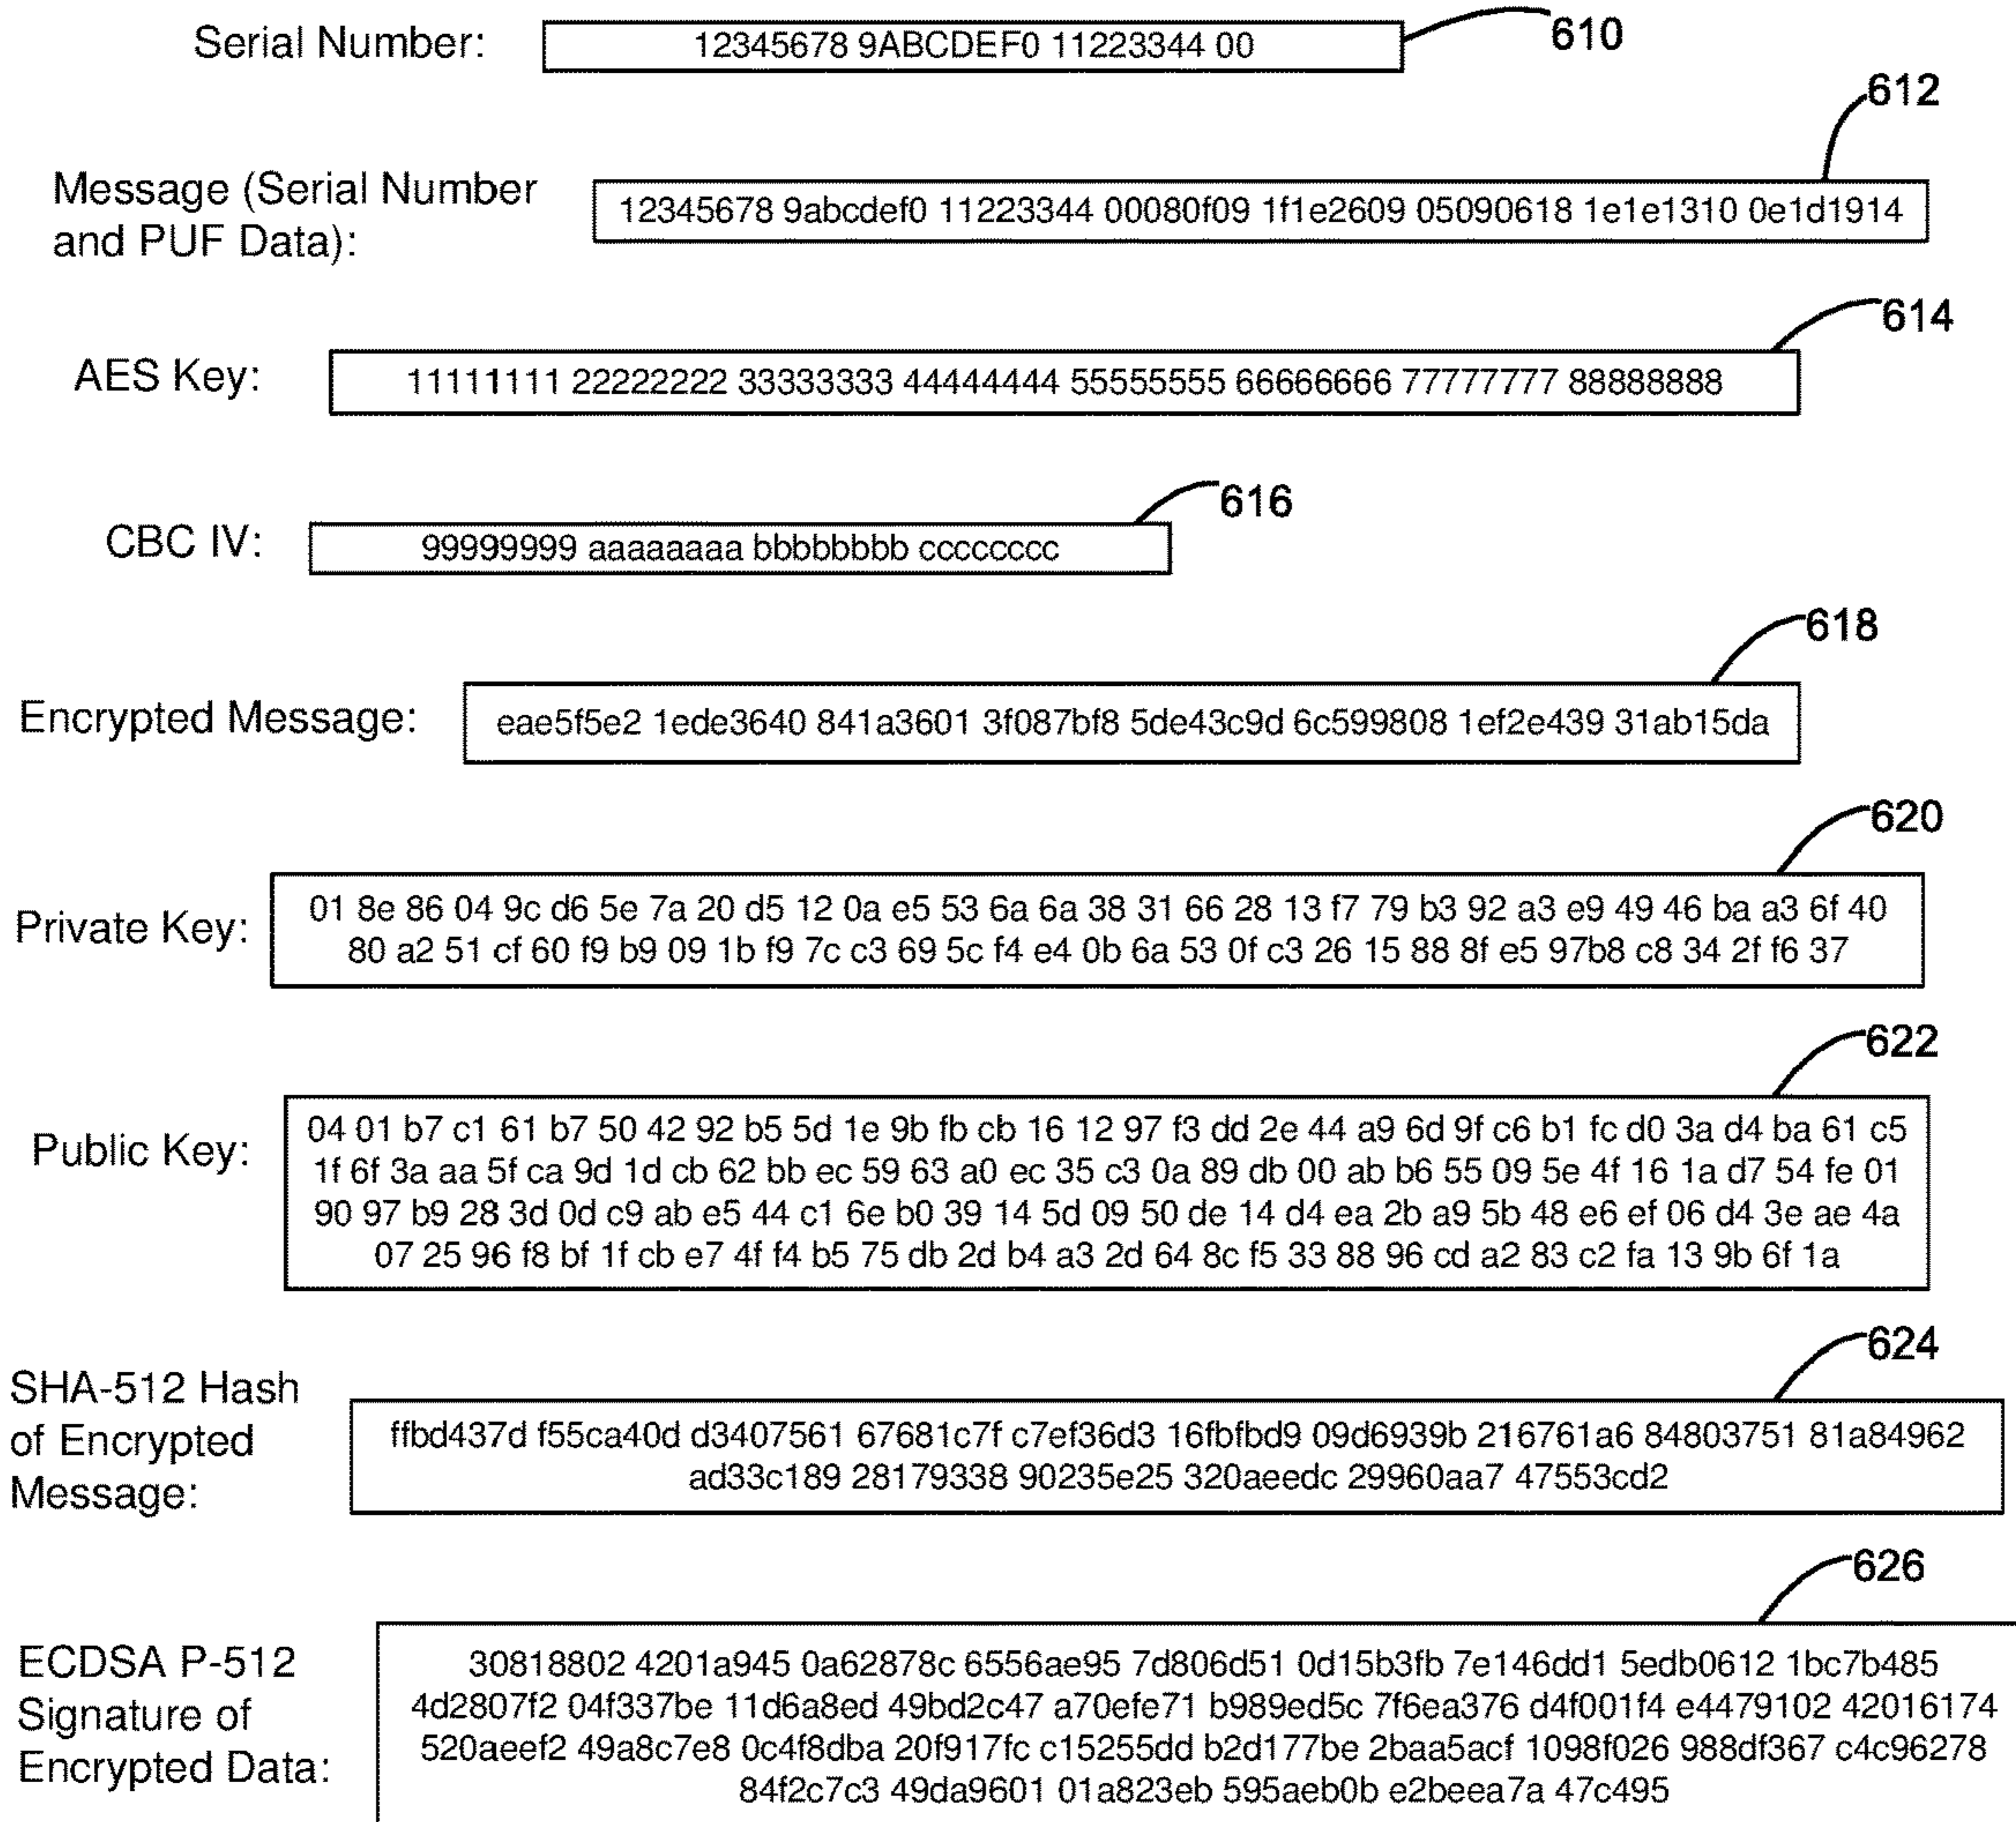 610
Serial Number: 12345678 9ABCDEF0 11223344 00
612
Message (Serial Number
and PUF Data):
12345678 9abcdef0 11223344 00080f09 1f1e2609 05090618 1e1e1310 0e1d1914
614
AES Key: 11111111 22222222 33333333 44444444 55555555 66666666 77777777 88888888
616
CBC IV: 99999999 aaaaaaaa bbbbbbbb cccccccc
618
Encrypted Message: eae5f5e2 1ede3640 841a3601 3f087bf8 5de43c9d 6c599808 1ef2e439 31ab15da
620
Private Key:
01 8e 86 04 9c d6 5e 7a 20 d5 12 0a e5 53 6a 6a 38 31 66 28 13 f7 79 b3 92 a3 e9 49 46 ba a3 6f 40
80 a2 51 cf 60 f9 b9 09 1b f9 7c c3 69 5c f4 e4 0b 6a 53 0f c3 26 15 88 8f e5 97b8 c8 34 2f f6 37
622
Public Key:
04 01 b7 c1 61 b7 50 42 92 b5 5d 1e 9b fb cb 16 12 97 f3 dd 2e 44 a9 6d 9f c6 b1 fc d0 3a d4 ba 61 c5
1f 6f 3a aa 5f ca 9d 1d cb 62 bb ec 59 63 a0 ec 35 c3 0a 89 db 00 ab b6 55 09 5e 4f 16 1a d7 54 fe 01
90 97 b9 28 3d 0d c9 ab e5 44 c1 6e b0 39 14 5d 09 50 de 14 d4 ea 2b a9 5b 48 e6 ef 06 d4 3e ae 4a
07 25 96 f8 bf 1f cb e7 4f f4 b5 75 db 2d b4 a3 2d 64 8c f5 33 88 96 cd a2 83 c2 fa 13 9b 6f 1a
624
SHA-512 Hash
of Encrypted
Message:
ffbd437d f55ca40d d3407561 67681c7f c7ef36d3 16fbfbd9 09d6939b 216761a6 84803751 81a84962
ad33c189 28179338 90235e25 320aeedc 29960aa7 47553cd2
626
ECDSA P-512
Signature of
Encrypted Data:
30818802 4201a945 0a62878c 6556ae95 7d806d51 0d15b3fb 7e146dd1 5edb0612 1bc7b485
4d2807f2 04f337be 11d6a8ed 49bd2c47 a70efe71 b989ed5c 7f6ea376 d4f001f4 e4479102 42016174
520aeef2 49a8c7e8 0c4f8dba 20f917fc c15255dd b2d177be 2baa5acf 1098f026 988df367 c4c96278
84f2c7c3 49da9601 01a823eb 595aeb0b e2beea7a 47c495